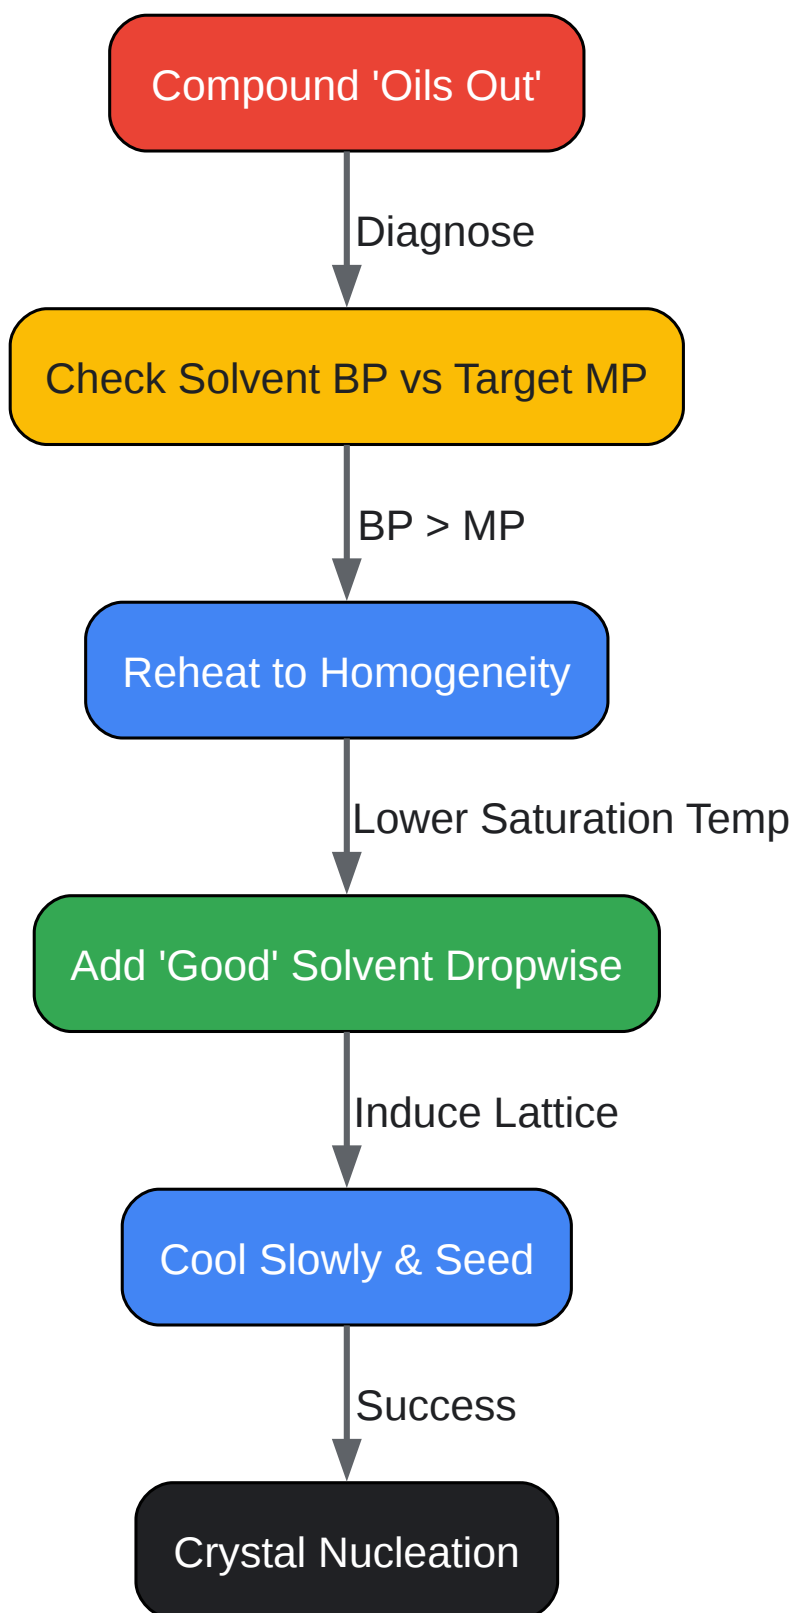 Compound 'Oils Out'
Diagnose
Check Solvent BP vs Target MP
BP > MP
Reheat to Homogeneity
Lower Saturation Temp
Add 'Good' Solvent Dropwise
Induce Lattice
Cool Slowly & Seed
Success
Crystal Nucleation